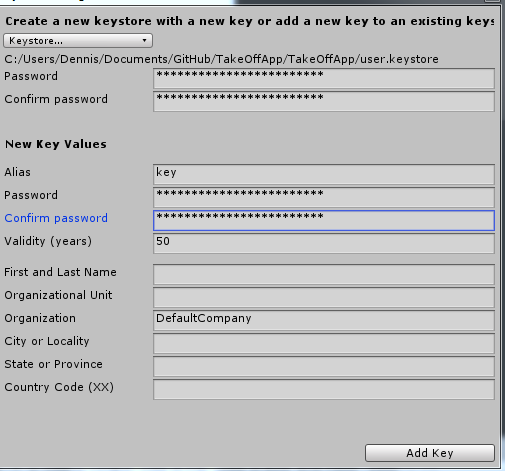 Create a new keystore with a new key or add a new key to an existing keys
Keystore...
C:/Users/Dennis/Documents/GitHub/TakeOffApp/TakeOffApp/user.keystore
Password ************************
Confirm password ************************
New Key Values
Alias key
Password ************************
Confirm password ************************
Validity (years) 50
First and Last Name
Organizational Unit
Organization DefaultCompany
City or Locality
State or Province
Country Code (XX)
Add Key